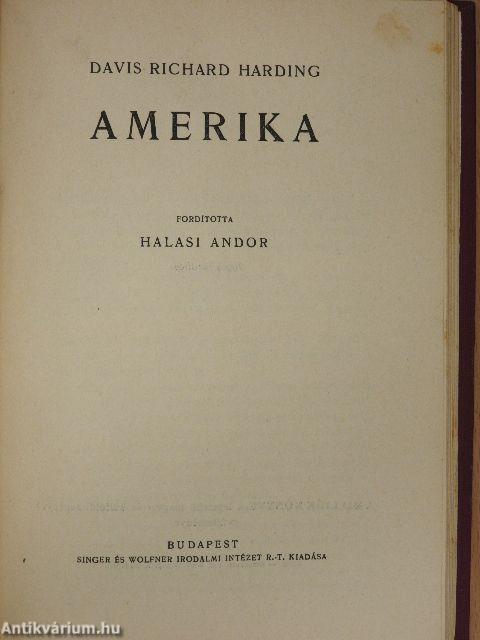 DAVIS RICHARD HARDING
AMERIKA
FORDÍTOTTA
HALASI ANDOR
BUDAPEST
SINGER ÉS WOLFNER IRODALMI INTÉZET R.-T. KIADÁSA
Antikvárium.hu